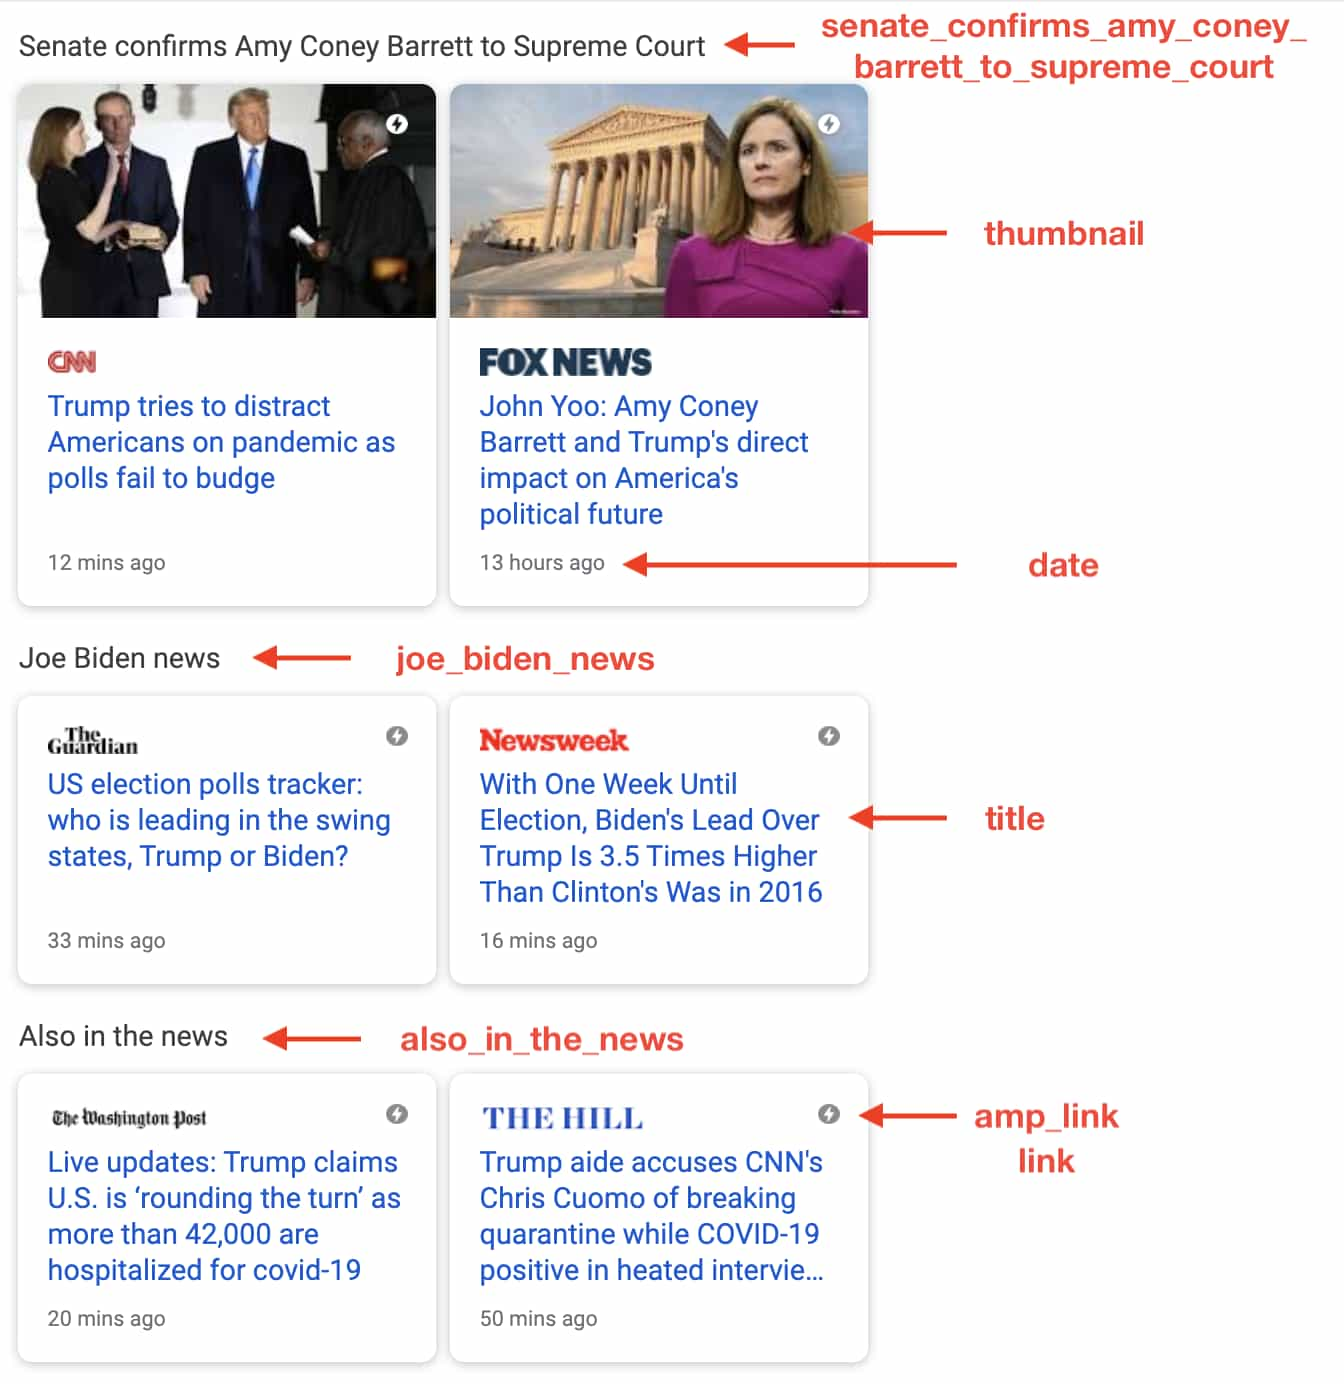 Senate confirms Amy Coney Barrett to Supreme Court
senate_confirms_amy_coney_
barrett_to_supreme_court
thumbnail
CNN
Trump tries to distract
Americans on pandemic as
polls fail to budge
12 mins ago
FOX NEWS
John Yoo: Amy Coney
Barrett and Trump's direct
impact on America's
political future
13 hours ago
date
Joe Biden news
joe_biden_news
The
Guardian
US election polls tracker:
who is leading in the swing
states, Trump or Biden?
33 mins ago
Newsweek
With One Week Until
Election, Biden's Lead Over
Trump Is 3.5 Times Higher
Than Clinton's Was in 2016
16 mins ago
title
Also in the news
also_in_the_news
The Washington Post
Live updates: Trump claims
U.S. is ‘rounding the turn’ as
more than 42,000 are
hospitalized for covid-19
20 mins ago
THE HILL
Trump aide accuses CNN's
Chris Cuomo of breaking
quarantine while COVID-19
positive in heated intervie...
50 mins ago
amp_link
link